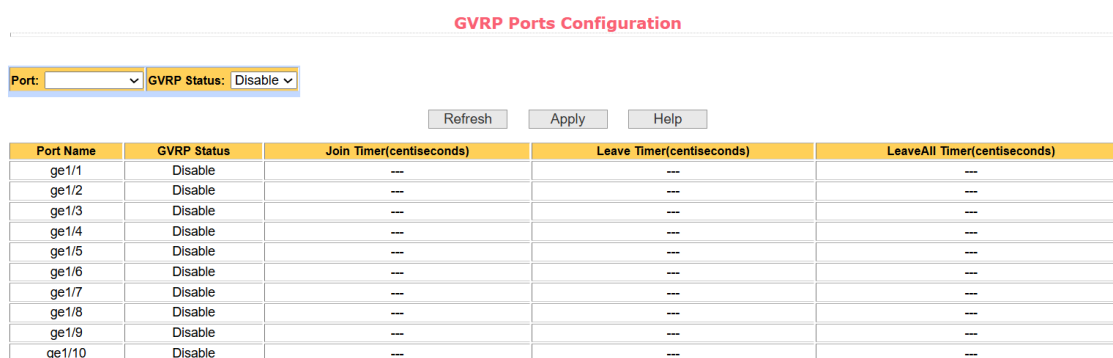 GVRP Ports Configuration
Port: GVRP Status: Disable
Refresh Apply Help
Port Name GVRP Status Join Timer(centiseconds) Leave Timer(centiseconds) LeaveAll Timer(centiseconds)
ge1/1 Disable --- --- ---
ge1/2 Disable --- --- ---
ge1/3 Disable --- --- ---
ge1/4 Disable --- --- ---
ge1/5 Disable --- --- ---
ge1/6 Disable --- --- ---
ge1/7 Disable --- --- ---
ge1/8 Disable --- --- ---
ge1/9 Disable --- --- ---
ge1/10 Disable --- --- ---